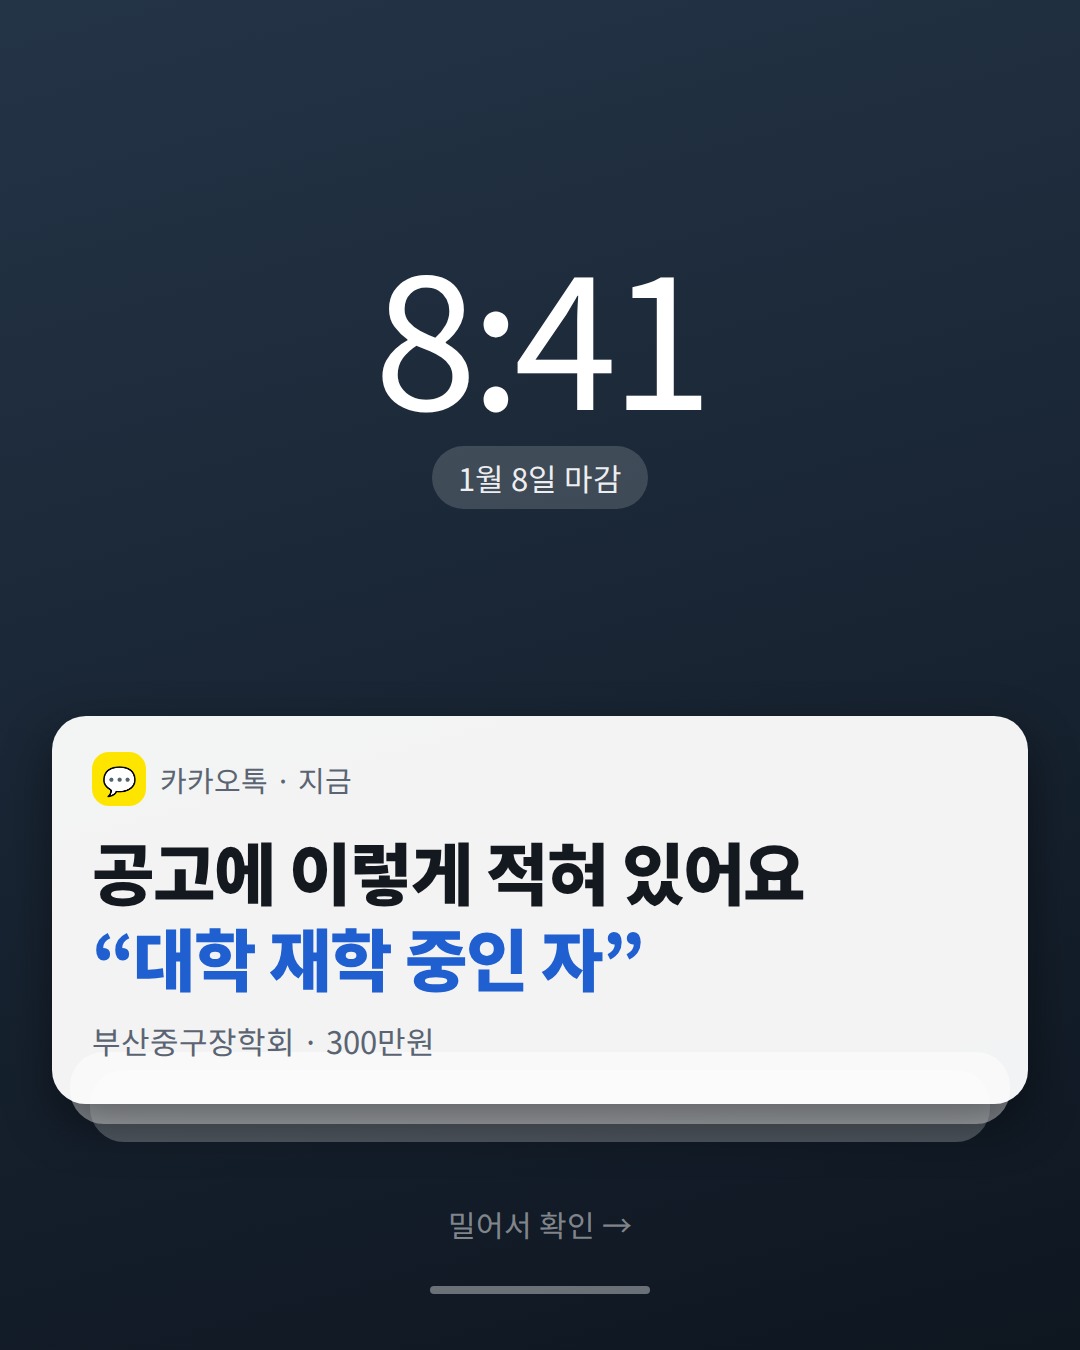 8:41
1월 8일 마감
카카오톡 · 지금
공고에 이렇게 적혀 있어요
“대학 재학 중인 자”
부산중구장학회 · 300만원
밀어서 확인 →